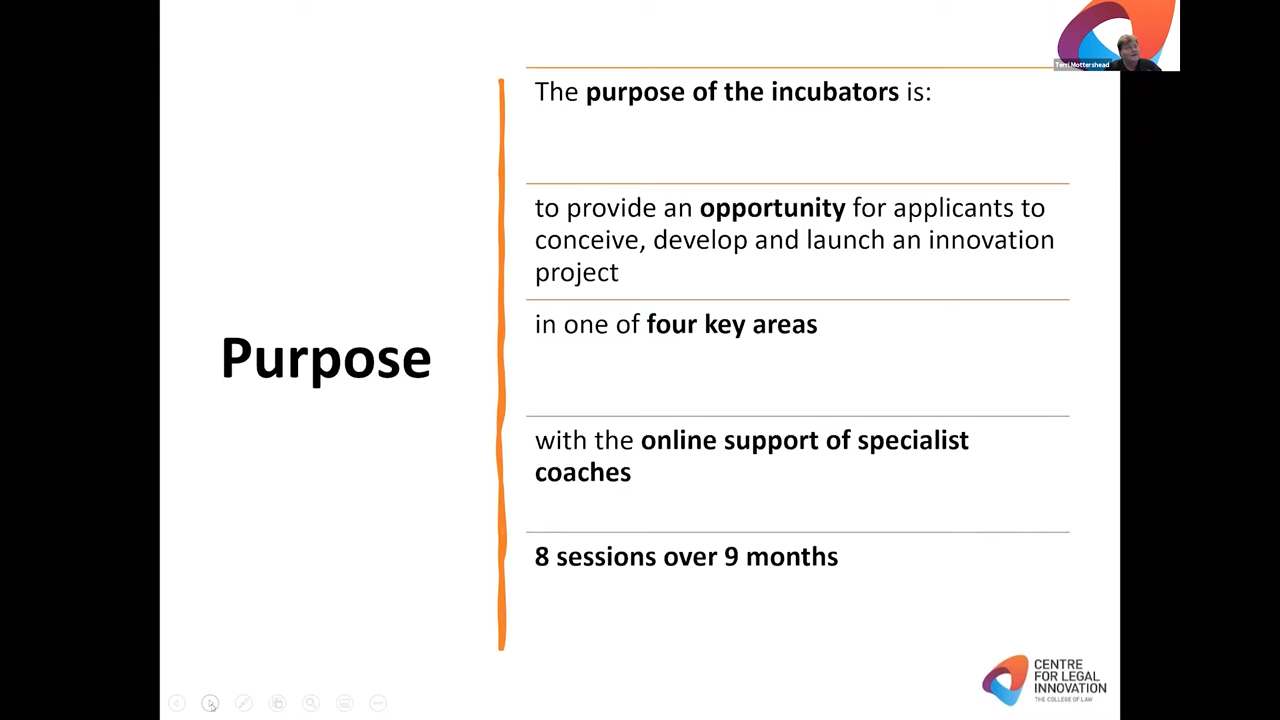 Terri Mottershead
The purpose of the incubators is:
to provide an opportunity for applicants to
conceive, develop and launch an innovation
project
in one of four key areas
Purpose
with the online support of specialist
coaches
8 sessions over 9 months
CENTRE
FOR LEGAL
INNOVATION
THE COLLEGE OF LAW